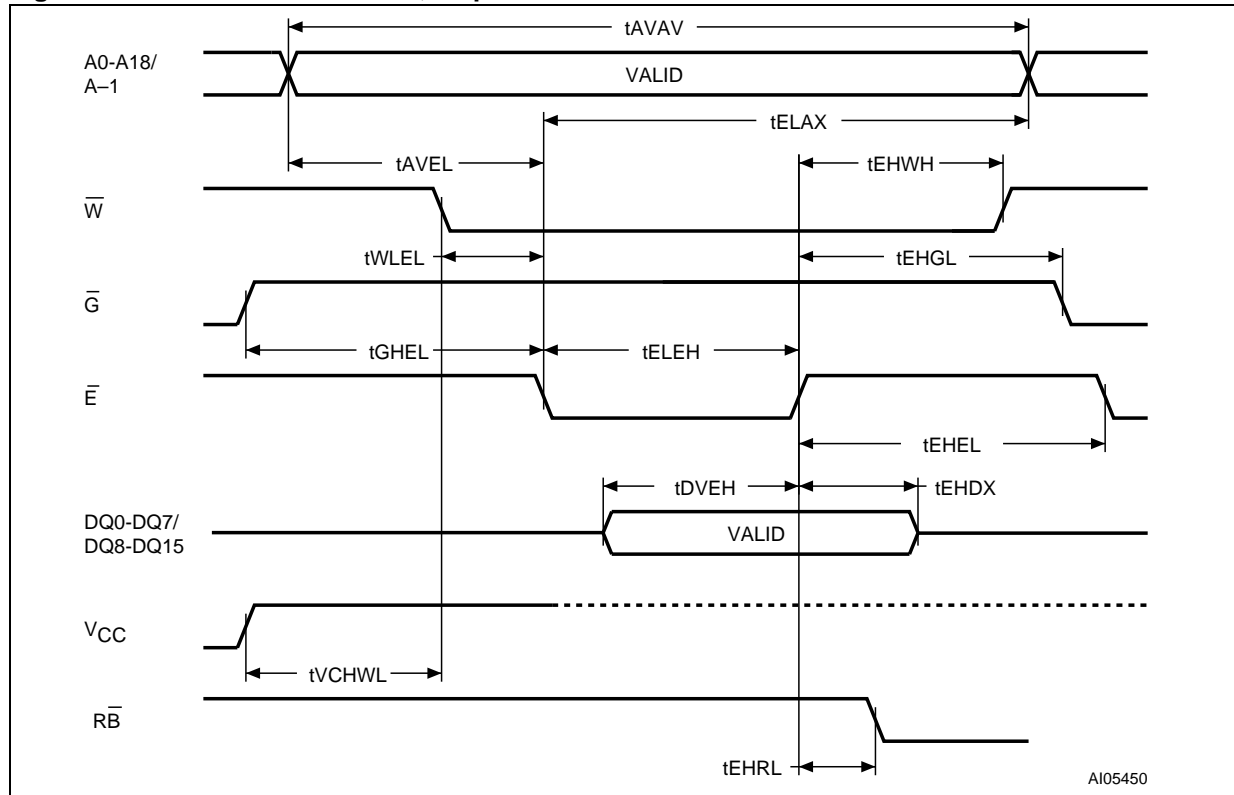 tAVAV
A0-A18/
A–1
VALID
tELAX
tAVEL
tEHWH
W̅
tWLEL
tEHGL
G̅
tGHEL
tELEH
E̅
tEHEL
tDVEH
tEHDX
DQ0-DQ7/
DQ8-DQ15
VALID
VCC
tVCHWL
RB̅
tEHRL
AI05450